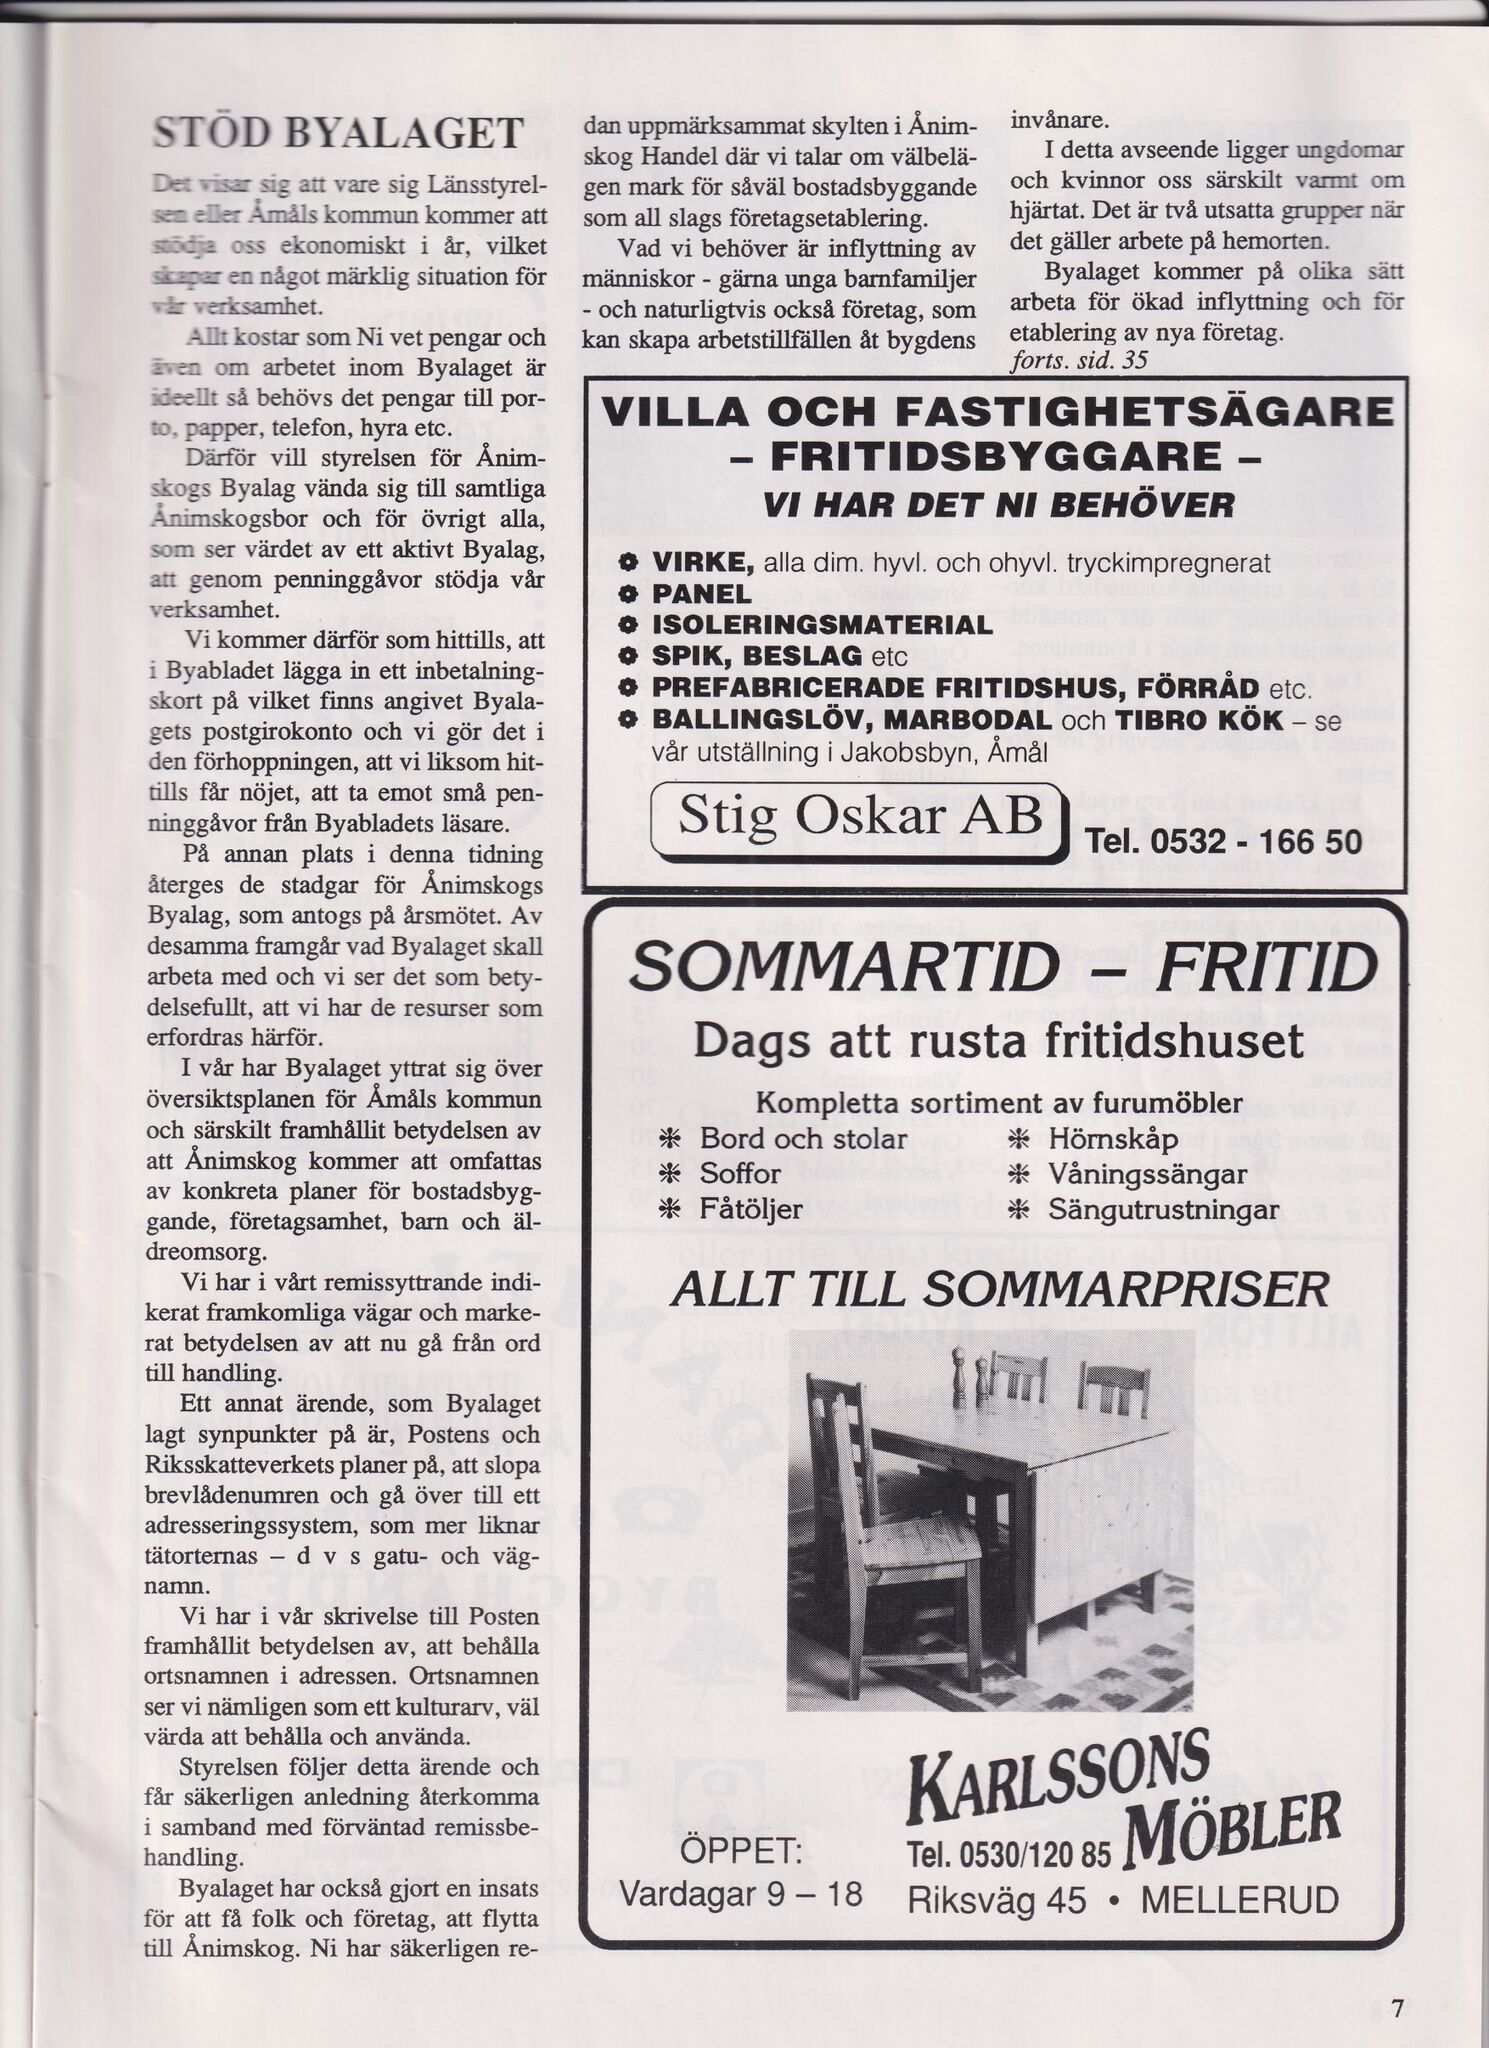 STÖD BYALAGET
Det visar sig att vare sig Länsstyrel-
sen eller Åmåls kommun kommer att
stödja oss ekonomiskt i år, vilket
skapar en något märklig situation för
vår verksamhet.
Allt kostar som Ni vet pengar och
även om arbetet inom Byalaget är
ideellt så behövs det pengar till por-
to, papper, telefon, hyra etc.
Därför vill styrelsen för Ånim-
skogs Byalag vända sig till samtliga
Ånimskogsbor och för övrigt alla,
som ser värdet av ett aktivt Byalag,
att genom penninggåvor stödja vår
verksamhet.
Vi kommer därför som hittills, att
i Byabladet lägga in ett inbetalning-
skort på vilket finns angivet Byala-
gets postgirokonto och vi gör det i
den förhoppningen, att vi liksom hit-
tills får nöjet, att ta emot små pen-
ninggåvor från Byabladets läsare.
På annan plats i denna tidning
återges de stadgar för Ånimskogs
Byalag, som antogs på årsmötet. Av
desamma framgår vad Byalaget skall
arbeta med och vi ser det som bety-
delsefullt, att vi har de resurser som
erfordras härför.
I vår har Byalaget yttrat sig över
översiktsplanen för Åmåls kommun
och särskilt framhållit betydelsen av
att Ånimskog kommer att omfattas
av konkreta planer för bostadsbyg-
gande, företagsamhet, barn och äl-
dreomsorg.
Vi har i vårt remissyttrande indi-
kerat framkomliga vägar och marke-
rat betydelsen av att nu gå från ord
till handling.
Ett annat ärende, som Byalaget
lagt synpunkter på är, Postens och
Riksskatteverkets planer på, att slopa
brevlådenumren och gå över till ett
adresseringssystem, som mer liknar
tätorternas – d v s gatu- och väg-
namn.
Vi har i vår skrivelse till Posten
framhållit betydelsen av, att behålla
ortsnamnen i adressen. Ortsnamnen
ser vi nämligen som ett kulturarv, väl
värda att behålla och använda.
Styrelsen följer detta ärende och
får säkerligen anledning återkomma
i samband med förväntad remissbe-
handling.
Byalaget har också gjort en insats
för att få folk och företag, att flytta
till Ånimskog. Ni har säkerligen re-
dan uppmärksammat skylten i Ånim-
skog Handel där vi talar om välbelä-
gen mark för såväl bostadsbyggande
som all slags företagsetablering.
Vad vi behöver är inflyttning av
människor - gärna unga barnfamiljer
- och naturligtvis också företag, som
kan skapa arbetstillfällen åt bygdens
invånare.
I detta avseende ligger ungdomar
och kvinnor oss särskilt varmt om
hjärtat. Det är två utsatta grupper när
det gäller arbete på hemorten.
Byalaget kommer på olika sätt
arbeta för ökad inflyttning och för
etablering av nya företag.
forts. sid. 35
VILLA OCH FASTIGHETSÄGARE
– FRITIDSBYGGARE –
VI HAR DET NI BEHÖVER
VIRKE, alla dim. hyvl. och ohyvl. tryckimpregnerat
PANEL
ISOLERINGSMATERIAL
SPIK, BESLAG etc
PREFABRICERADE FRITIDSHUS, FÖRRÅD etc.
BALLINGSLÖV, MARBODAL och TIBRO KÖK – se
vår utställning i Jakobsbyn, Åmål
Stig Oskar AB Tel. 0532 - 166 50
SOMMARTID – FRITID
Dags att rusta fritidshuset
Kompletta sortiment av furumöbler
❋ Bord och stolar ❋ Hörnskåp
❋ Soffor ❋ Våningssängar
❋ Fåtöljer ❋ Sängutrustningar
ALLT TILL SOMMARPRISER
KARLSSONS
MÖBLER
ÖPPET: Tel. 0530/120 85
Vardagar 9 – 18 Riksväg 45 • MELLERUD
7